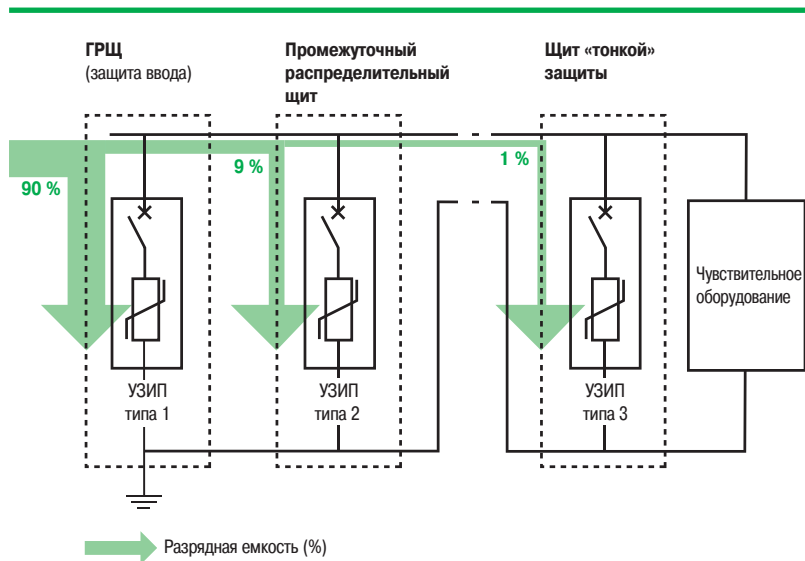 ГРЩ
(защита ввода)
Промежуточный
распределительный
щит
Щит «тонкой»
защиты
90 %
9 %
1 %
Чувствительное
оборудование
УЗИП
типа 1
УЗИП
типа 2
УЗИП
типа 3
Разрядная емкость (%)